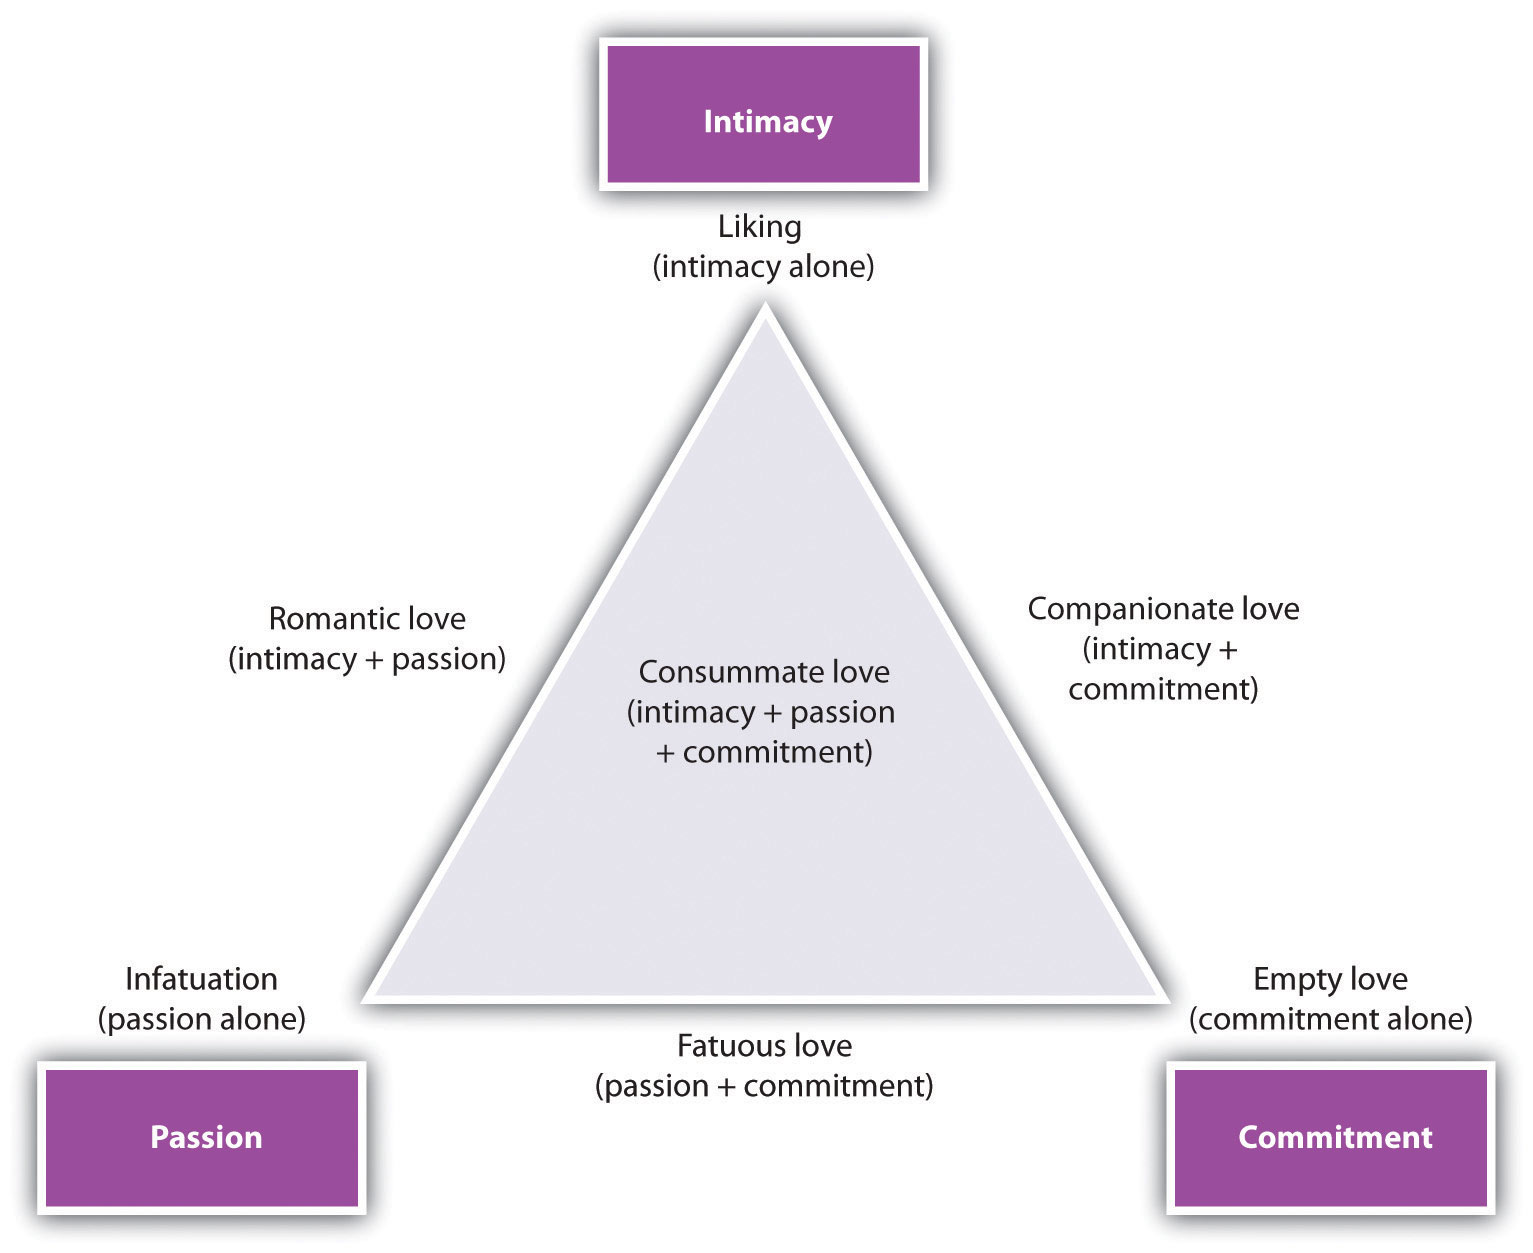 Intimacy
Liking
(intimacy alone)
Romantic love
(intimacy + passion)
Companionate love
(intimacy +
commitment)
Consummate love
(intimacy + passion
+ commitment)
Infatuation
(passion alone)
Empty love
(commitment alone)
Fatuous love
(passion + commitment)
Passion
Commitment